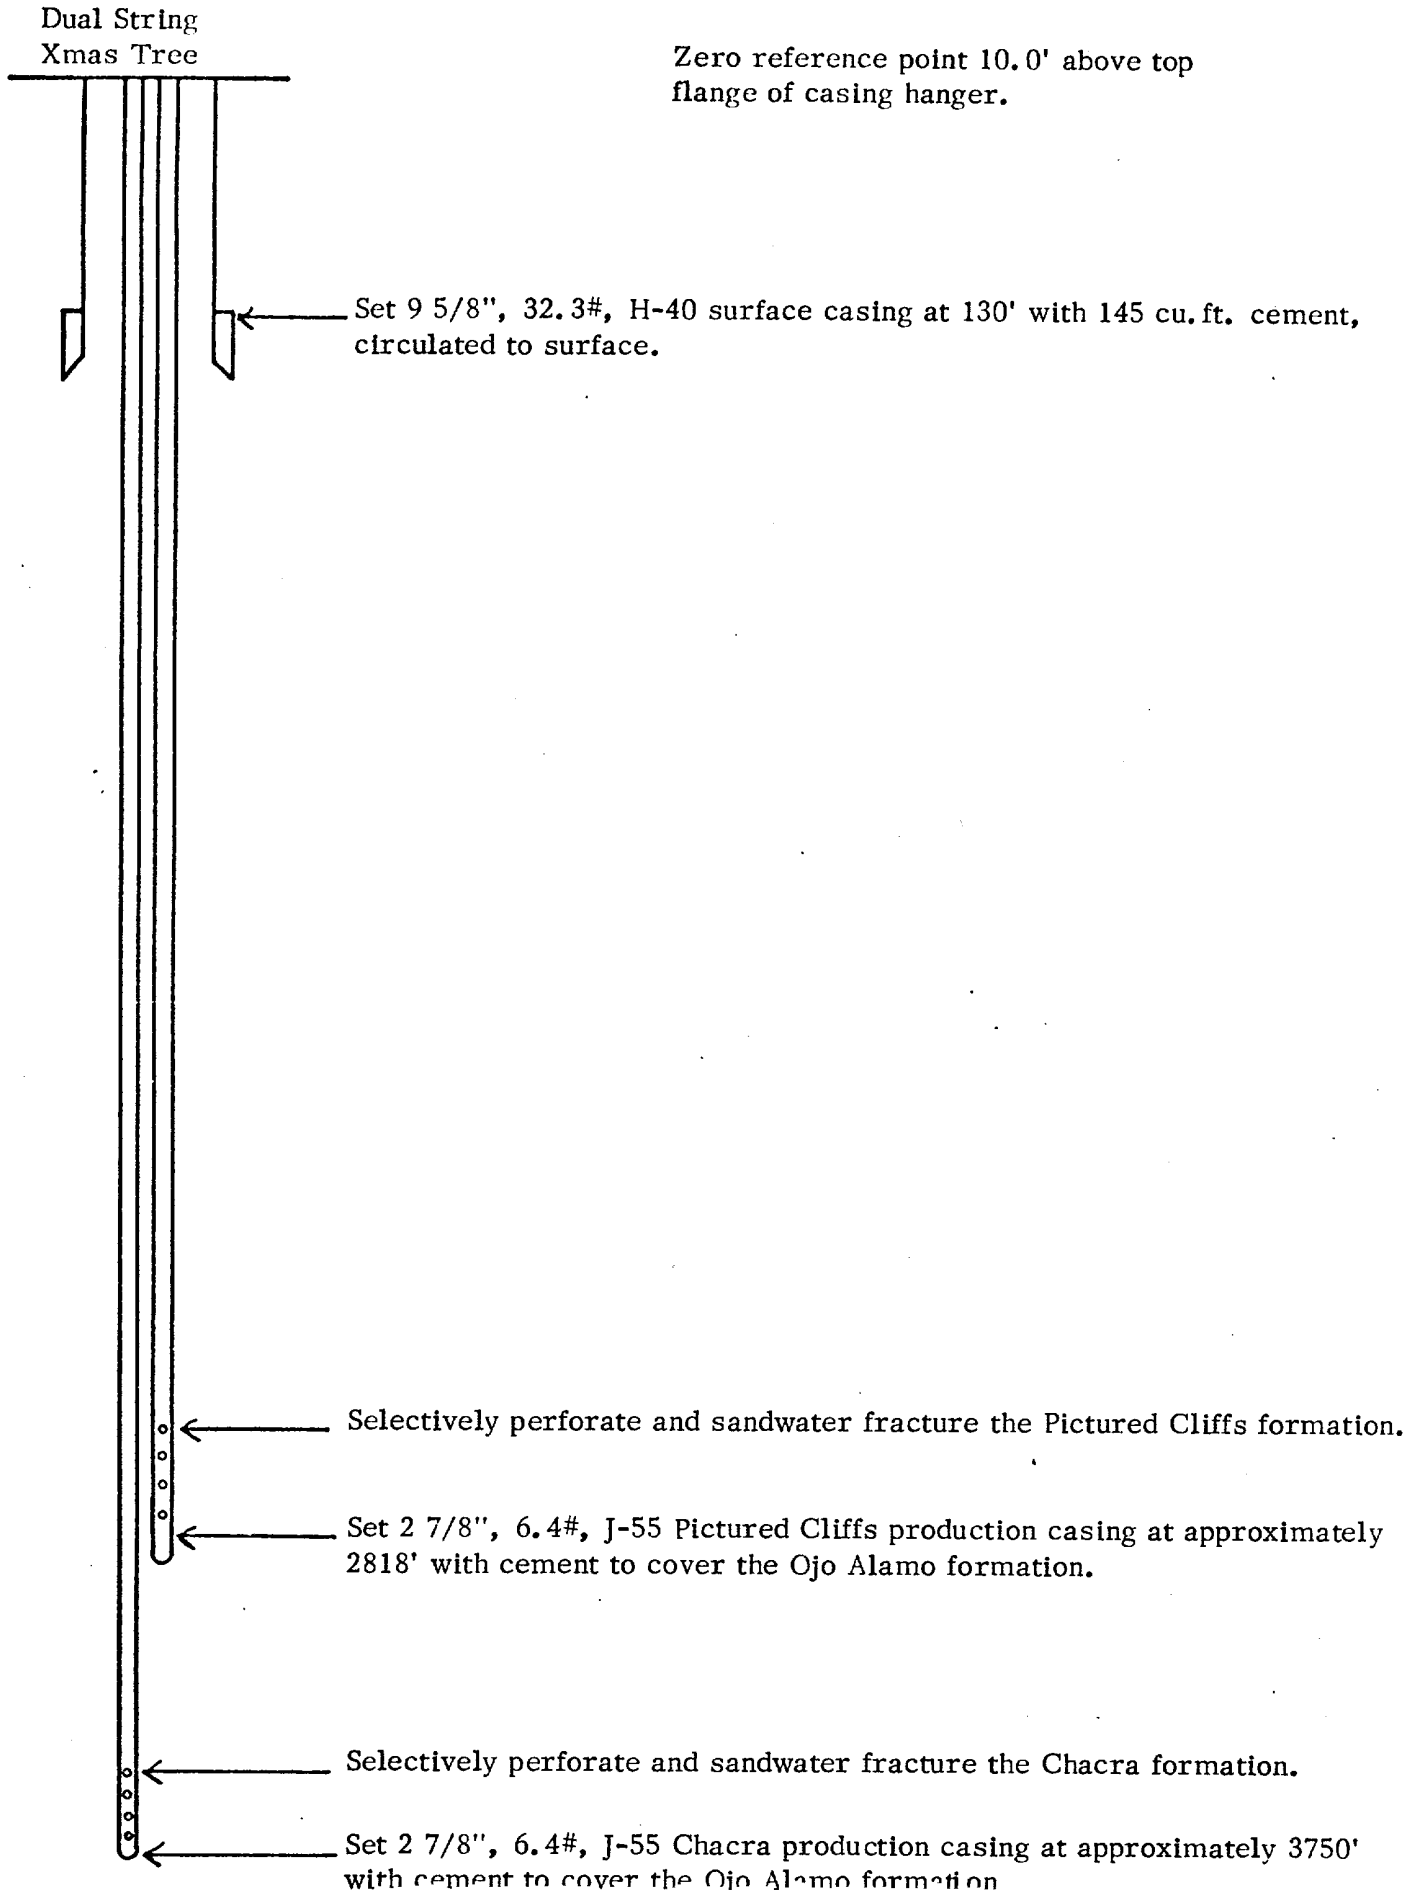 Dual String
Xmas Tree
Zero reference point 10.0' above top
flange of casing hanger.
Set 9 5/8", 32.3#, H-40 surface casing at 130' with 145 cu.ft. cement,
circulated to surface.
Selectively perforate and sandwater fracture the Pictured Cliffs formation.
Set 2 7/8", 6.4#, J-55 Pictured Cliffs production casing at approximately
2818' with cement to cover the Ojo Alamo formation.
Selectively perforate and sandwater fracture the Chacra formation.
Set 2 7/8", 6.4#, J-55 Chacra production casing at approximately 3750'
with cement to cover the Ojo Alamo formation